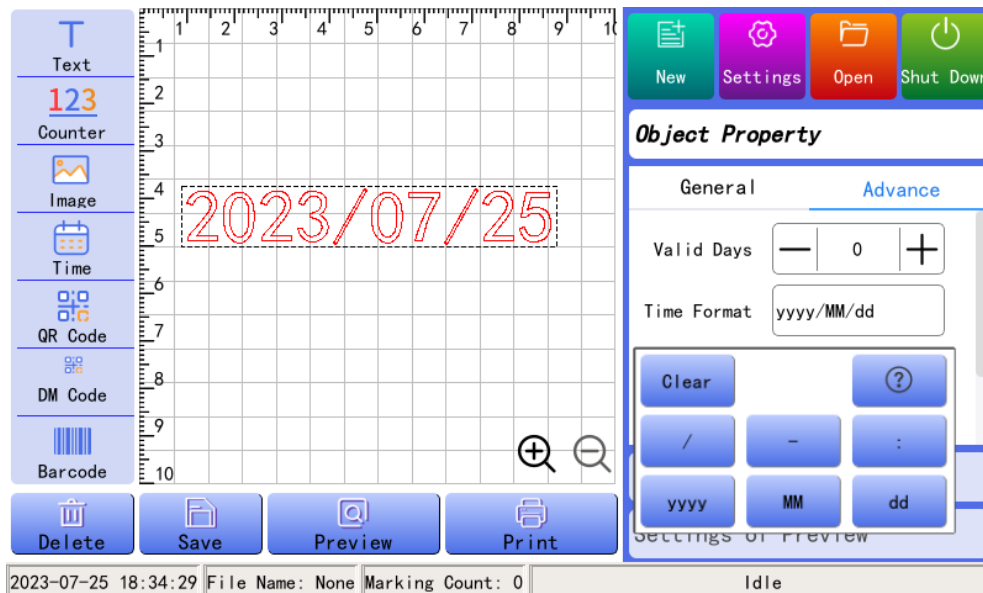 Text
123
Counter
Image
Time
QR Code
DM Code
Barcode
1 2 3 4 5 6 7 8 9 10
1
2
3
4
5
6
7
8
9
10
2023/07/25
Delete
Save
Preview
Print
New
Settings
Open
Shut Down
Object Property
General Advance
Valid Days — 0 +
Time Format yyyy/MM/dd
Clear ?
/ - :
yyyy MM dd
Settings of Preview
2023-07-25 18:34:29 File Name: None Marking Count: 0 Idle